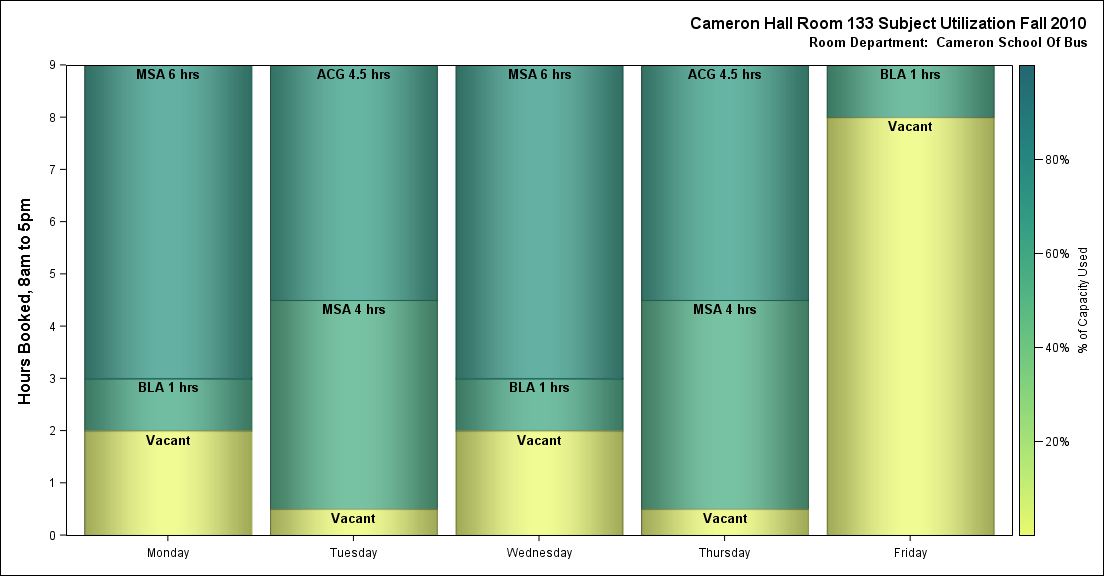 Cameron Hall Room 133 Subject Utilization Fall 2010
Room Department: Cameron School Of Bus
Hours Booked, 8am to 5pm
9
8
7
6
5
4
3
2
1
0
MSA 6 hrs
BLA 1 hrs
Vacant
ACG 4.5 hrs
MSA 4 hrs
Vacant
MSA 6 hrs
BLA 1 hrs
Vacant
ACG 4.5 hrs
MSA 4 hrs
Vacant
BLA 1 hrs
Vacant
Monday
Tuesday
Wednesday
Thursday
Friday
80%
60%
40%
20%
% of Capacity Used